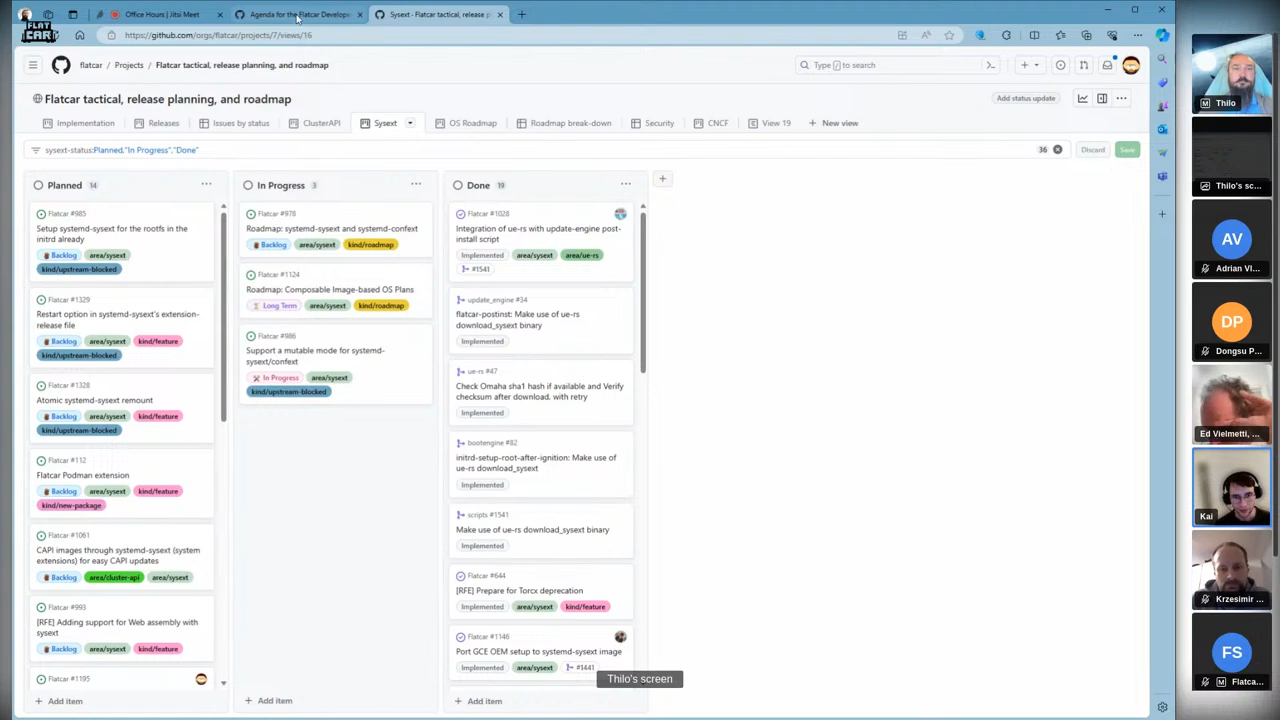 Office Hours | Jitsi Meet
Agenda for the Flatcar Develope
Sysext - Flatcar tactical, release p
FLAT
CAR
https://github.com/orgs/flatcar/projects/7/views/16
flatcar / Projects / Flatcar tactical, release planning, and roadmap
Type / to search
Flatcar tactical, release planning, and roadmap
Add status update
Implementation
Releases
Issues by status
ClusterAPI
Sysext
OS Roadmap
Roadmap break-down
Security
CNCF
View 19
New view
sysext-status:Planned,"In Progress","Done"
36
Discard
Save
Planned 14
Flatcar #985
Setup systemd-sysext for the rootfs in the
initrd already
Backlog area/sysext
kind/upstream-blocked
Flatcar #1329
Restart option in systemd-sysext's extension-
release file
Backlog area/sysext kind/feature
kind/upstream-blocked
Flatcar #1328
Atomic systemd-sysext remount
Backlog area/sysext kind/feature
kind/upstream-blocked
Flatcar #112
Flatcar Podman extension
Backlog area/sysext kind/feature
kind/new-package
Flatcar #1061
CAPI images through systemd-sysext (system
extensions) for easy CAPI updates
Backlog area/cluster-api area/sysext
Flatcar #993
[RFE] Adding support for Web assembly with
sysext
Backlog area/sysext kind/feature
Flatcar #1195
Add item
In Progress 3
Flatcar #978
Roadmap: systemd-sysext and systemd-confext
Backlog area/sysext kind/roadmap
Flatcar #1124
Roadmap: Composable Image-based OS Plans
Long Term area/sysext kind/roadmap
Flatcar #986
Support a mutable mode for systemd-
sysext/confext
In Progress area/sysext
kind/upstream-blocked
Add item
Done 19
Flatcar #1028
Integration of ue-rs with update-engine post-
install script
Implemented area/sysext area/ue-rs
#1541
update_engine #34
flatcar-postinst: Make use of ue-rs
download_sysext binary
Implemented
ue-rs #47
Check Omaha sha1 hash if available and Verify
checksum after download, with retry
Implemented
bootengine #82
initrd-setup-root-after-ignition: Make use of
ue-rs download_sysext
Implemented
scripts #1541
Make use of ue-rs download_sysext binary
Implemented
Flatcar #644
[RFE] Prepare for Torcx deprecation
Implemented area/sysext kind/feature
Flatcar #1146
Port GCE OEM setup to systemd-sysext image
Implemented area/sysext #1441
Add item
Thilo's screen
M Thilo
Thilo's sc...
AV
Adrian Vl...
DP
Dongsu P...
Ed Vielmetti, ...
Kai
Krzesimir ...
FS
M Flatca...